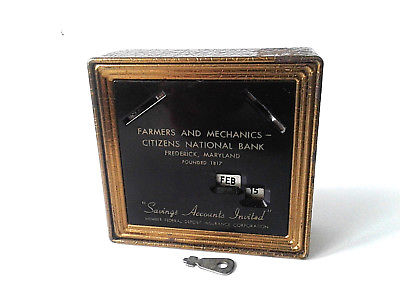 FARMERS AND MECHANICS –
CITIZENS NATIONAL BANK
FREDERICK, MARYLAND
FOUNDED 1817
FEB
15
"Savings Accounts Invited"
MEMBER FEDERAL DEPOSIT INSURANCE CORPORATION